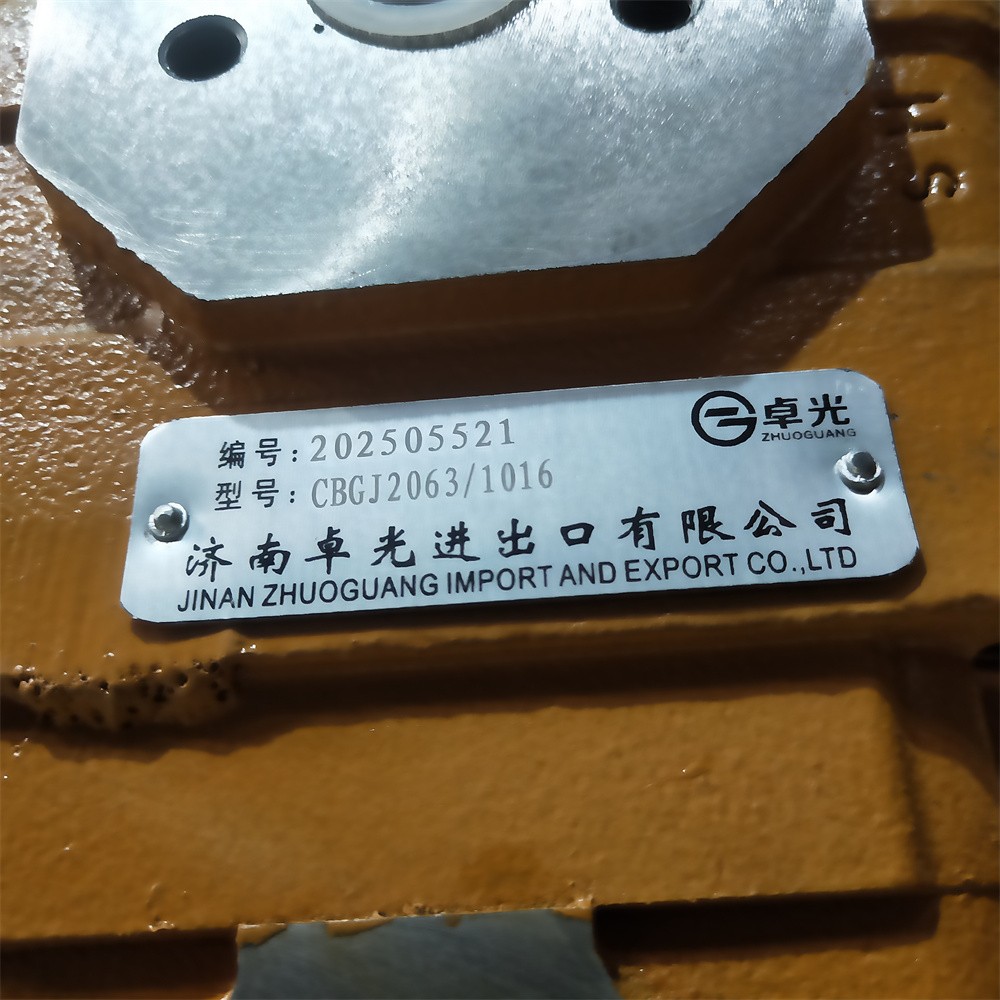 卓光
ZHUOGUANG
编号:202505521
型号:CBGJ2063/1016
济南卓光进出口有限公司
JINAN ZHUOGUANG IMPORT AND EXPORT CO.,LTD